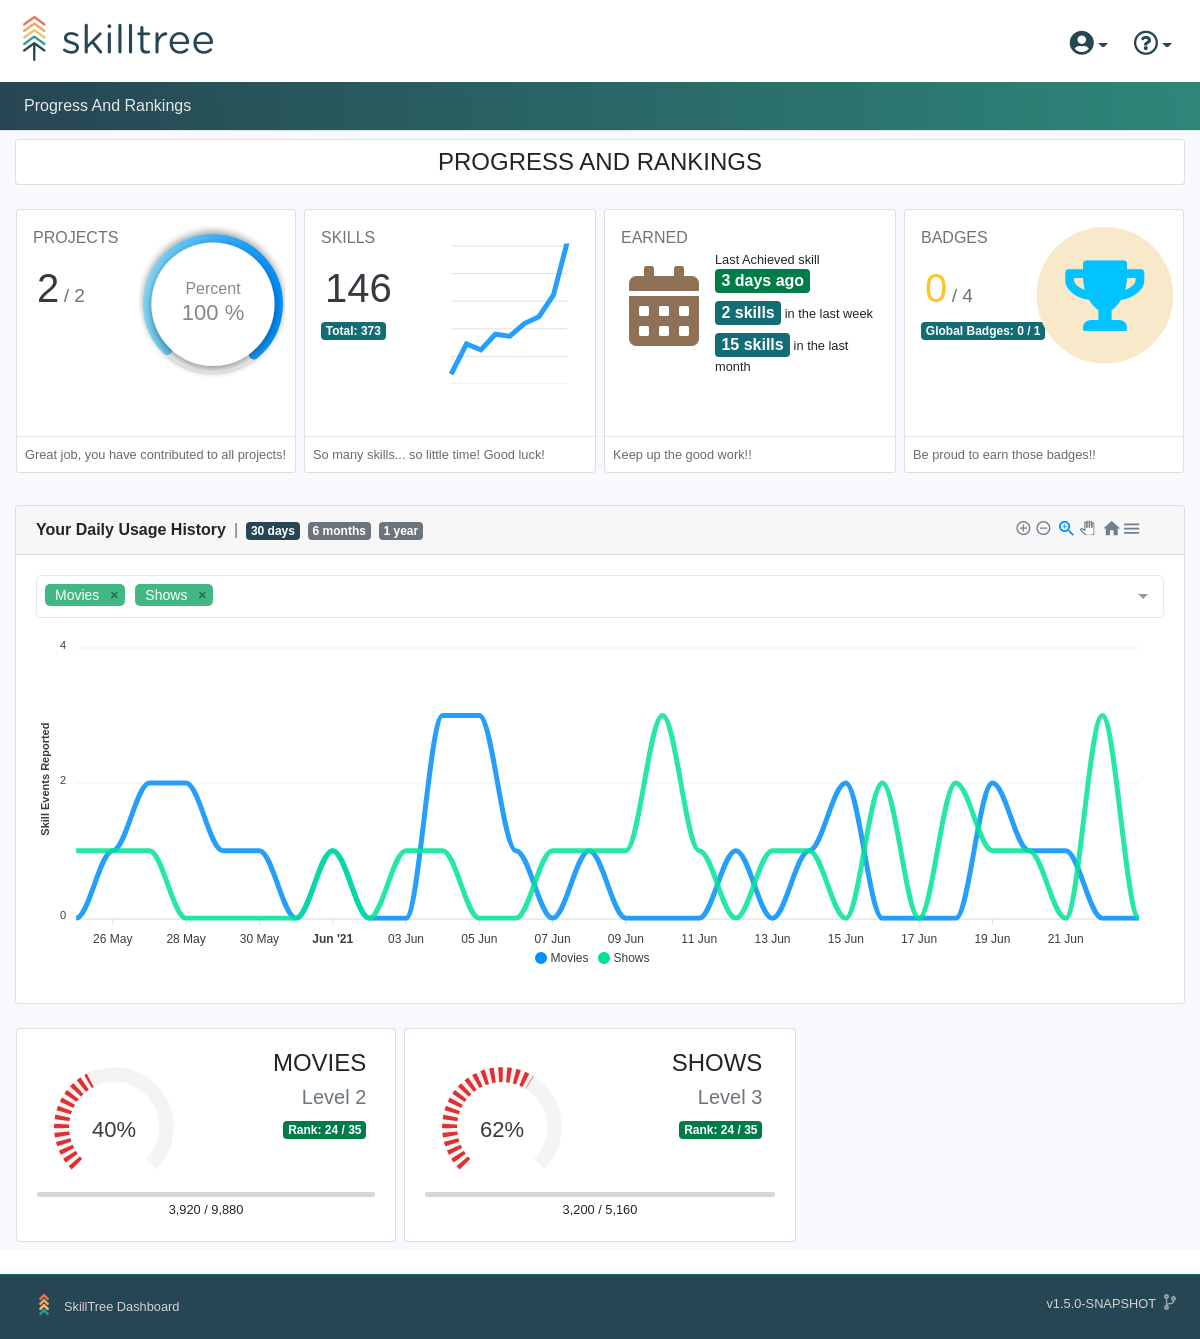 skilltree
Progress And Rankings
PROGRESS AND RANKINGS
PROJECTS
2 / 2
Percent
100 %
Great job, you have contributed to all projects!
SKILLS
146
Total: 373
So many skills... so little time! Good luck!
EARNED
Last Achieved skill
3 days ago
2 skills in the last week
15 skills in the last
month
Keep up the good work!!
BADGES
0 / 4
Global Badges: 0 / 1
Be proud to earn those badges!!
Your Daily Usage History | 30 days 6 months 1 year
Movies × Shows ×
4
2
0
Skill Events Reported
26 May 28 May 30 May Jun '21 03 Jun 05 Jun 07 Jun 09 Jun 11 Jun 13 Jun 15 Jun 17 Jun 19 Jun 21 Jun
Movies Shows
MOVIES
Level 2
Rank: 24 / 35
40%
3,920 / 9,880
SHOWS
Level 3
Rank: 24 / 35
62%
3,200 / 5,160
SkillTree Dashboard
v1.5.0-SNAPSHOT